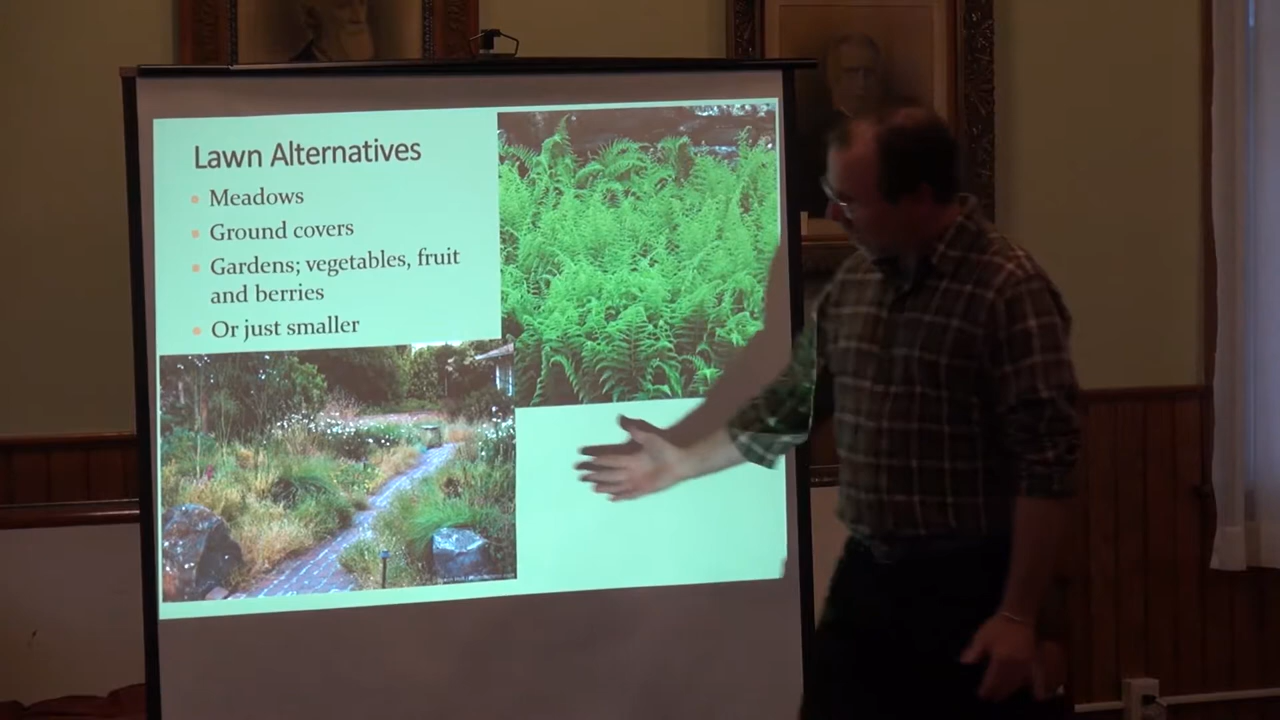 Lawn Alternatives
• Meadows
• Ground covers
• Gardens; vegetables, fruit
and berries
• Or just smaller